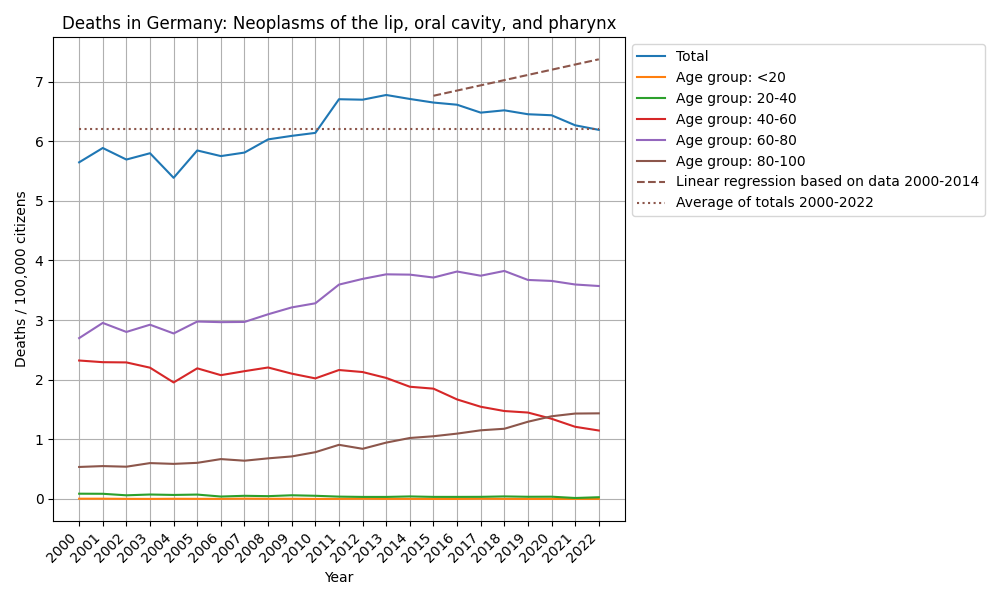 Deaths in Germany: Neoplasms of the lip, oral cavity, and pharynx
Total
Age group: <20
Age group: 20-40
Age group: 40-60
Age group: 60-80
Age group: 80-100
Linear regression based on data 2000-2014
Average of totals 2000-2022
Deaths / 100,000 citizens
7
6
5
4
3
2
1
0
2000 2001 2002 2003 2004 2005 2006 2007 2008 2009 2010 2011 2012 2013 2014 2015 2016 2017 2018 2019 2020 2021 2022
Year